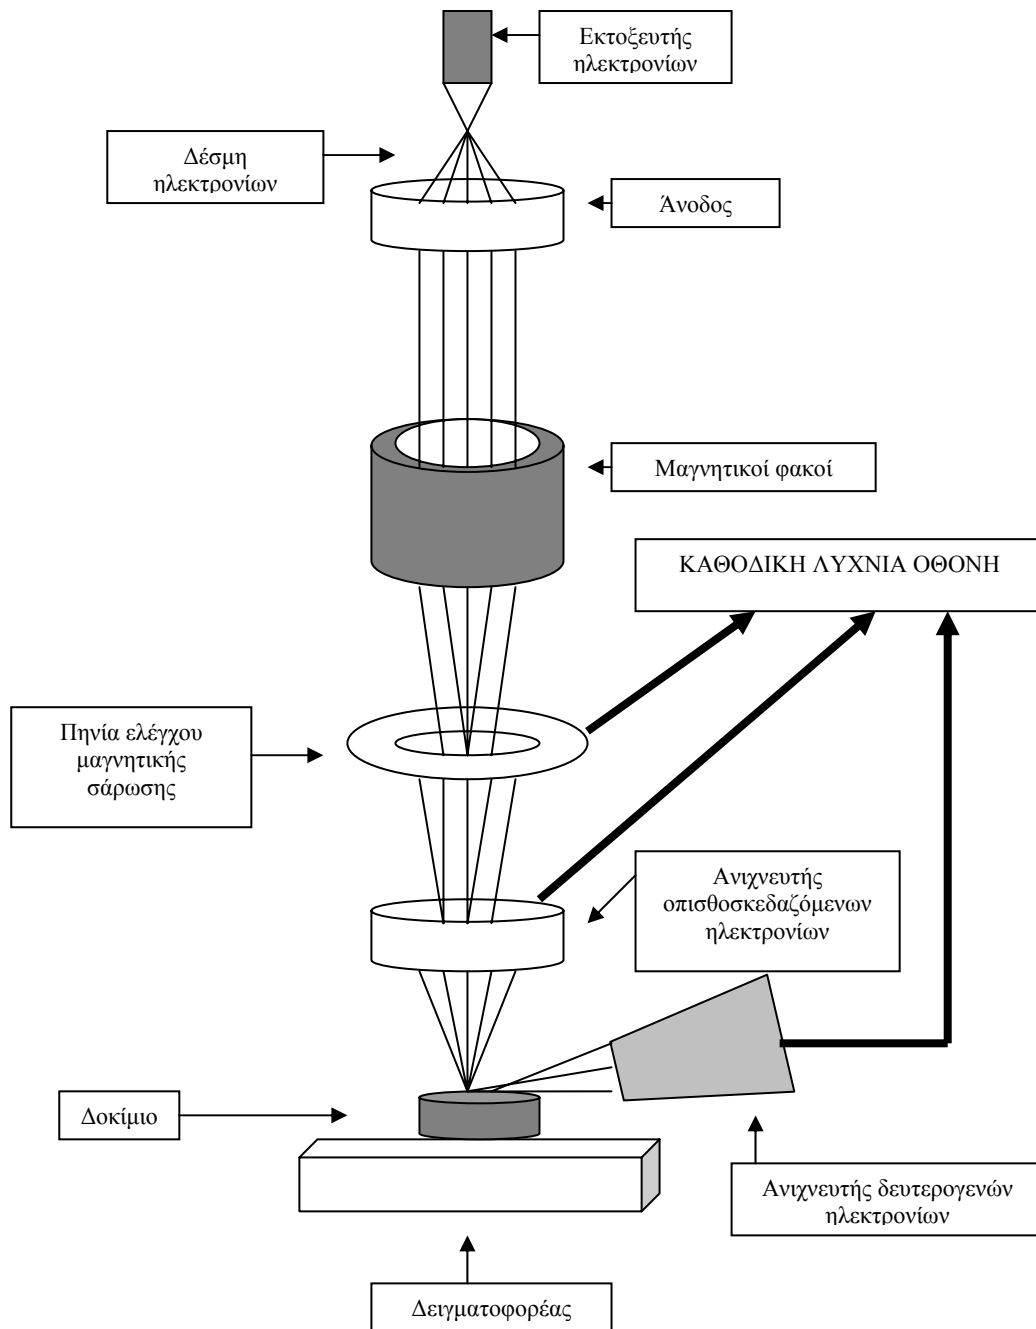 Εκτοξευτής
ηλεκτρονίων
Δέσμη
ηλεκτρονίων
Άνοδος
Μαγνητικοί φακοί
ΚΑΘΟΔΙΚΗ ΛΥΧΝΙΑ ΟΘΟΝΗ
Πηνία ελέγχου
μαγνητικής
σάρωσης
Ανιχνευτής
οπισθοσκεδαζόμενων
ηλεκτρονίων
Δοκίμιο
Ανιχνευτής δευτερογενών
ηλεκτρονίων
Δειγματοφορέας